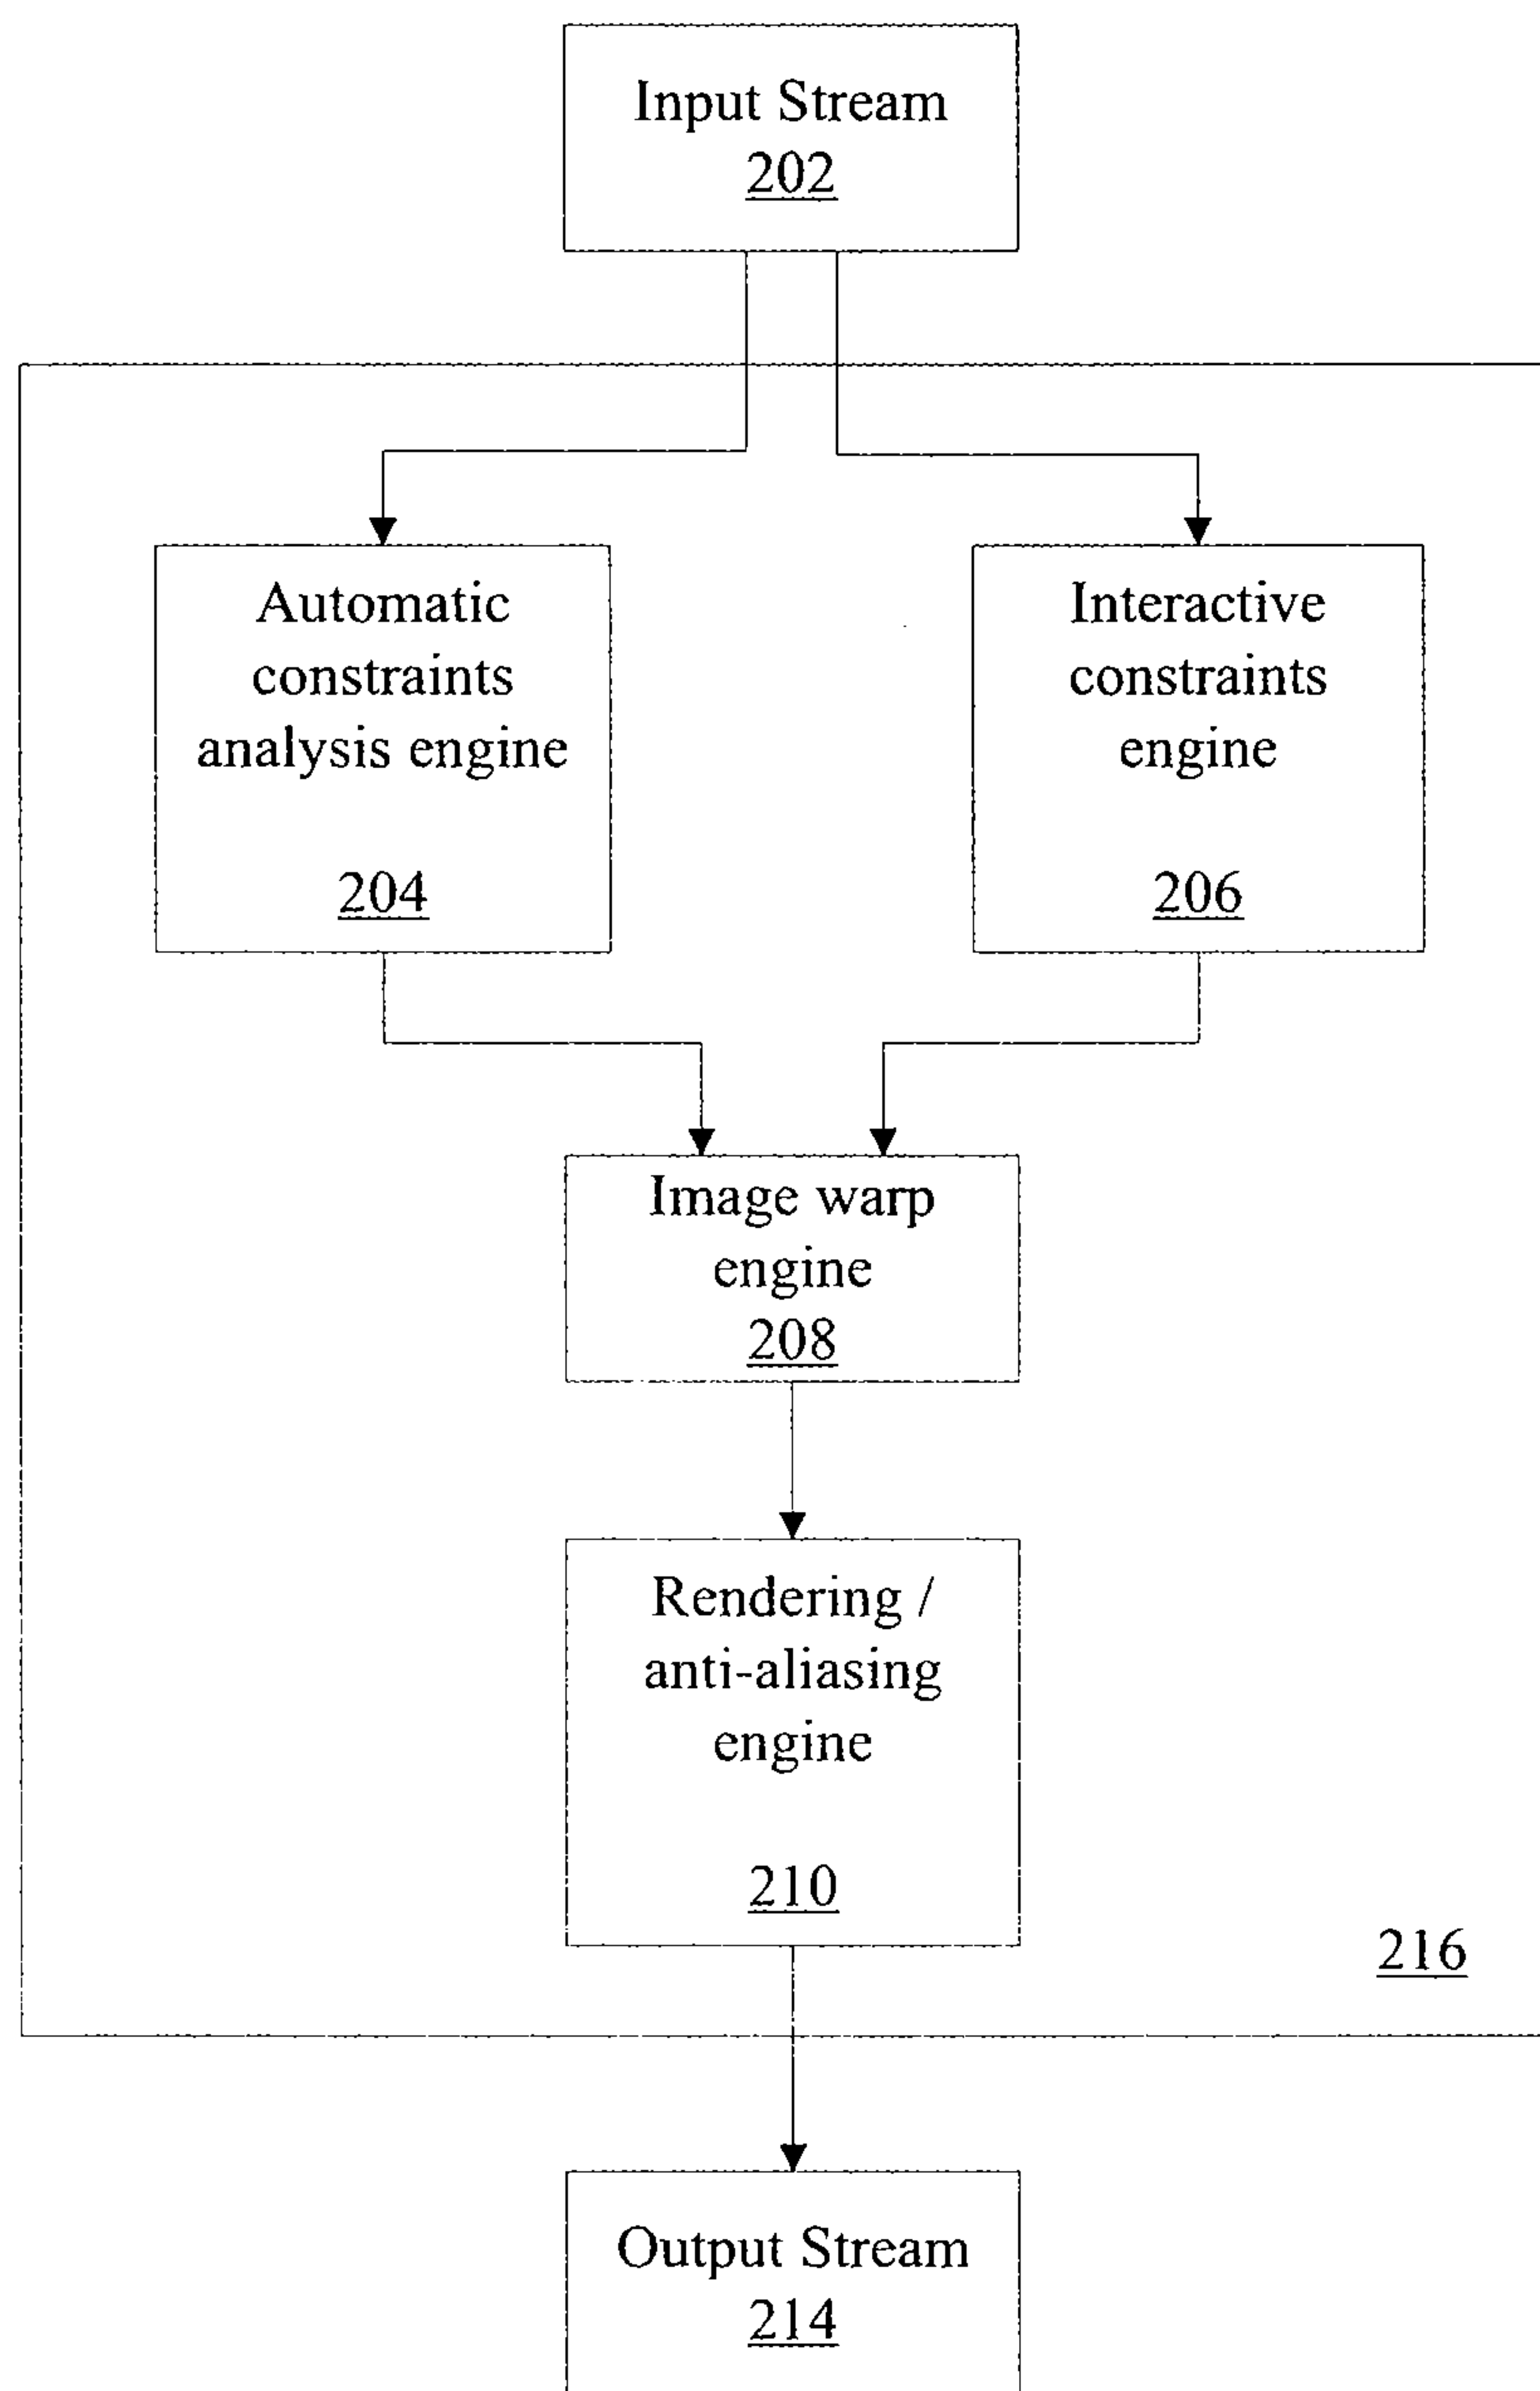 Input Stream
202
Automatic
constraints
analysis engine
204
Interactive
constraints
engine
206
Image warp
engine
208
Rendering /
anti-aliasing
engine
210
216
Output Stream
214